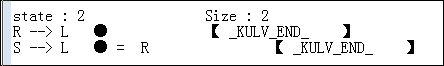 state : 2 Size : 2
R --> L ● 【 _KULV_END_ 】
S --> L ● = R 【 _KULV_END_ 】